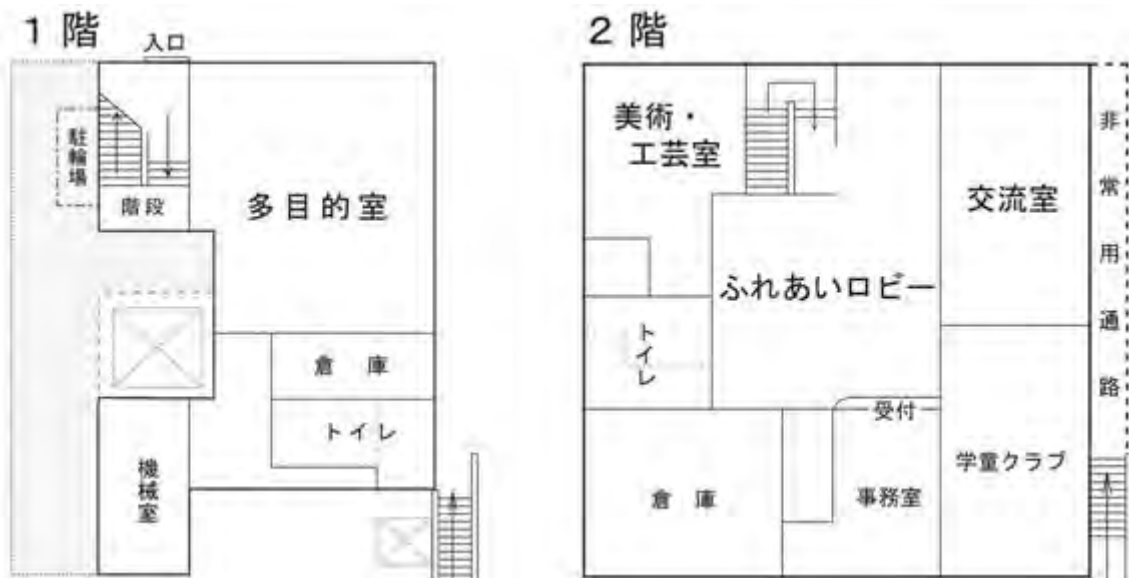 1階
入口
駐輪場
階段
多目的室
倉庫
トイレ
機械室
2階
美術・
工芸室
交流室
ふれあいロビー
トイレ
受付
学童クラブ
倉庫
事務室
非常用通路